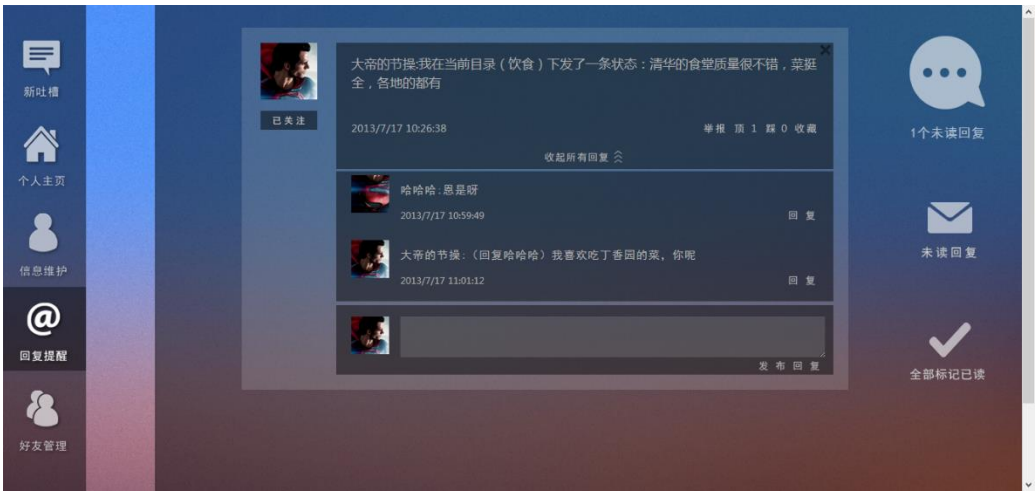 新吐槽
个人主页
信息维护
@
回复提醒
好友管理
已关注
大帝的节操:我在当前目录（饮食）下发了一条状态：清华的食堂质量很不错，菜挺
全，各地的都有
2013/7/17 10:26:38 举报 顶 1 踩 0 收藏
收起所有回复
哈哈哈:恩是呀
2013/7/17 10:59:49 回 复
大帝的节操:（回复哈哈哈）我喜欢吃丁香园的菜，你呢
2013/7/17 11:01:12 回 复
发 布 回 复
1个未读回复
未读回复
全部标记已读